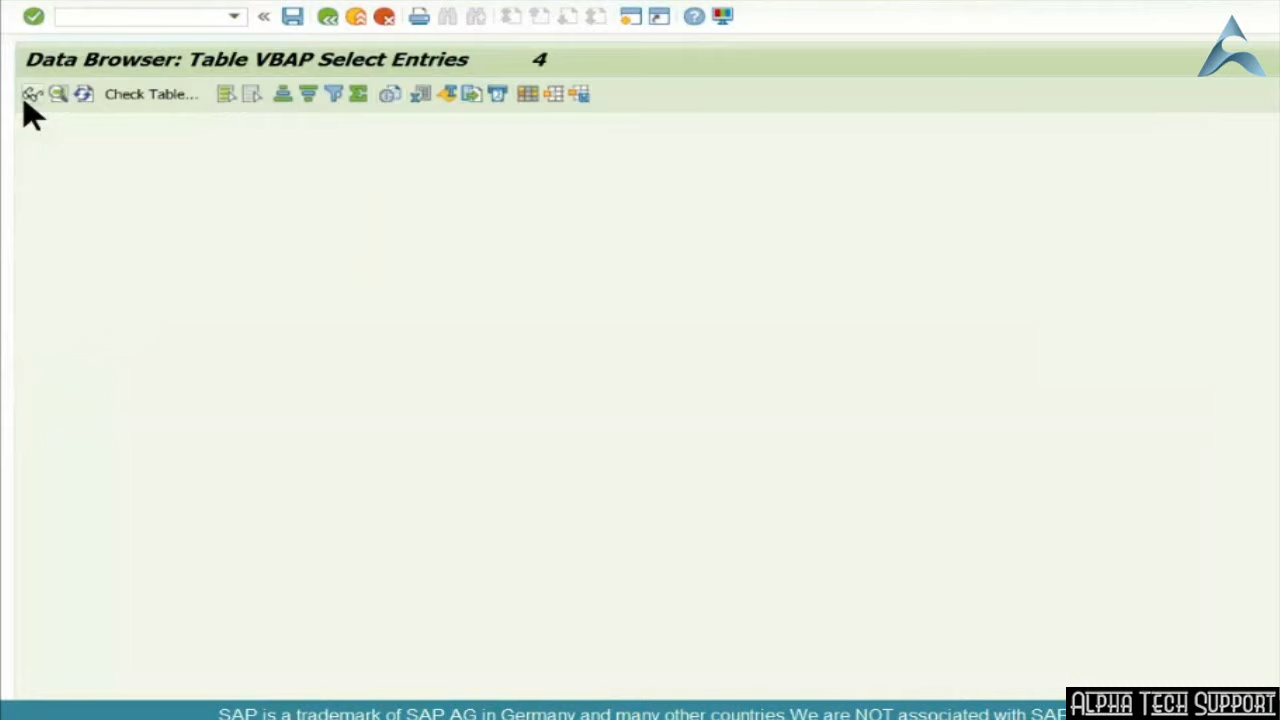 Data Browser: Table VBAP Select Entries 4
Check Table...
SAP is a trademark of SAP AG in Germany and many other countries.We are NOT associated with SAP
ALPHA TECH SUPPORT